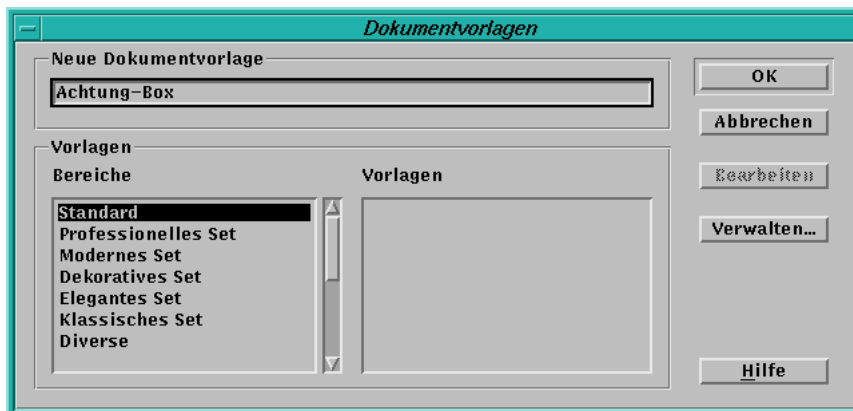 Dokumentvorlagen
Neue Dokumentvorlage
Achtung-Box
OK
Abbrechen
Vorlagen
Bereiche
Vorlagen
Bearbeiten
Standard
Professionelles Set
Modernes Set
Dekoratives Set
Elegantes Set
Klassisches Set
Diverse
Verwalten...
Hilfe